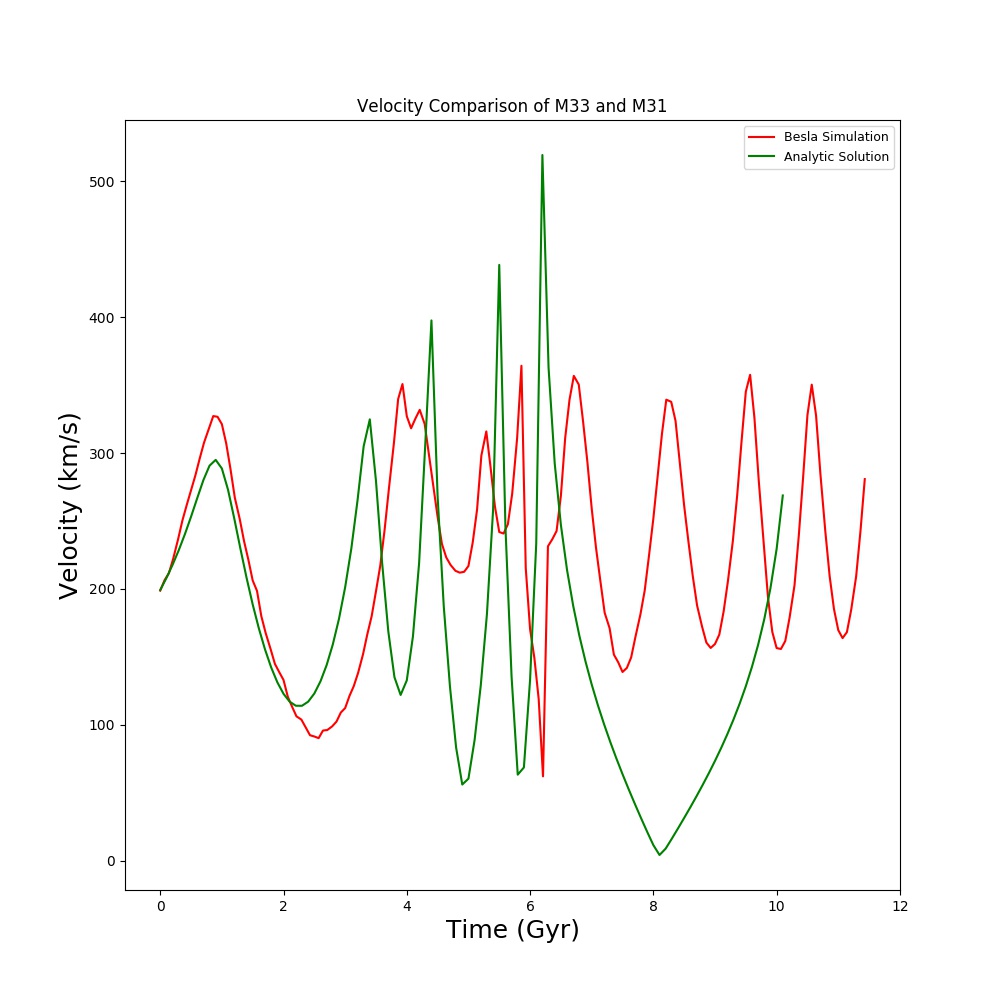 Velocity Comparison of M33 and M31
Besla Simulation
Analytic Solution
500
400
300
200
100
0
Velocity (km/s)
0 2 4 6 8 10 12
Time (Gyr)